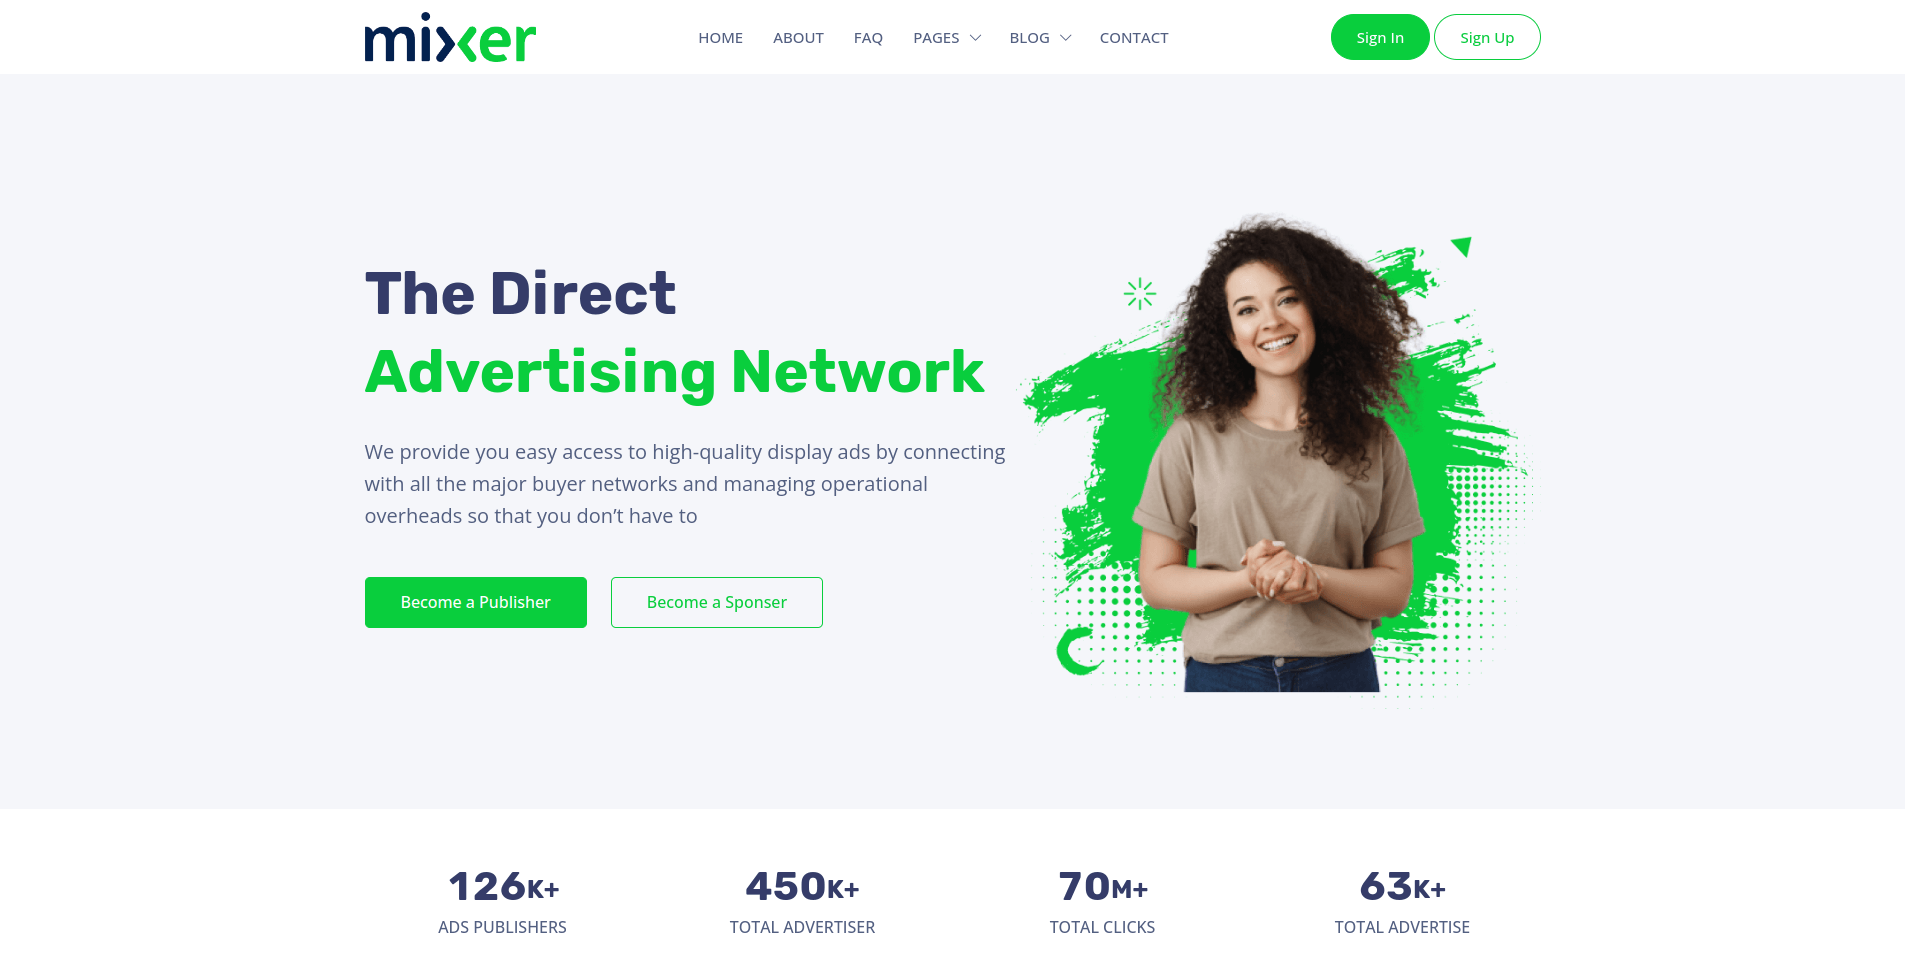 mixer
HOME ABOUT FAQ PAGES BLOG CONTACT
Sign In Sign Up
The Direct
Advertising Network
We provide you easy access to high-quality display ads by connecting
with all the major buyer networks and managing operational
overheads so that you don’t have to
Become a Publisher Become a Sponser
126K+ 450K+ 70M+ 63K+
ADS PUBLISHERS TOTAL ADVERTISER TOTAL CLICKS TOTAL ADVERTISE